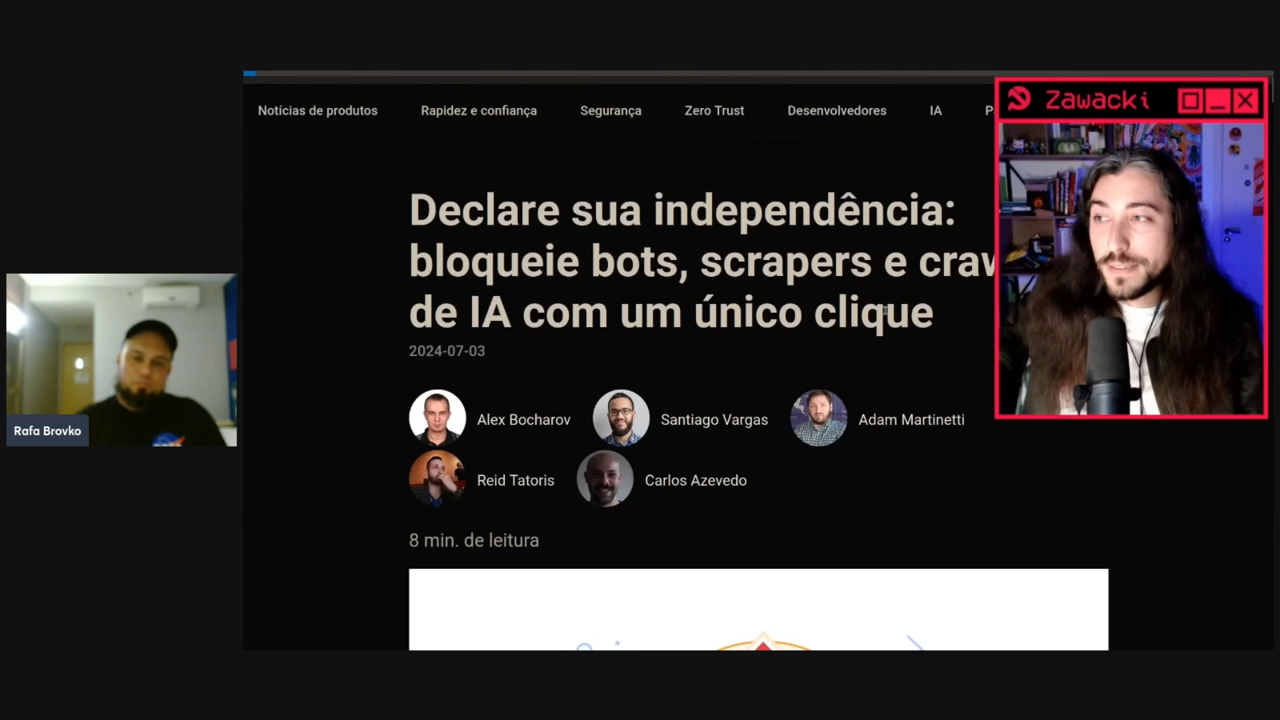 Notícias de produtos
Rapidez e confiança
Segurança
Zero Trust
Desenvolvedores
IA
P
Zawacki
Declare sua independência:
bloqueie bots, scrapers e craw
de IA com um único clique
2024-07-03
Alex Bocharov
Santiago Vargas
Adam Martinetti
Reid Tatoris
Carlos Azevedo
8 min. de leitura
Rafa Brovko